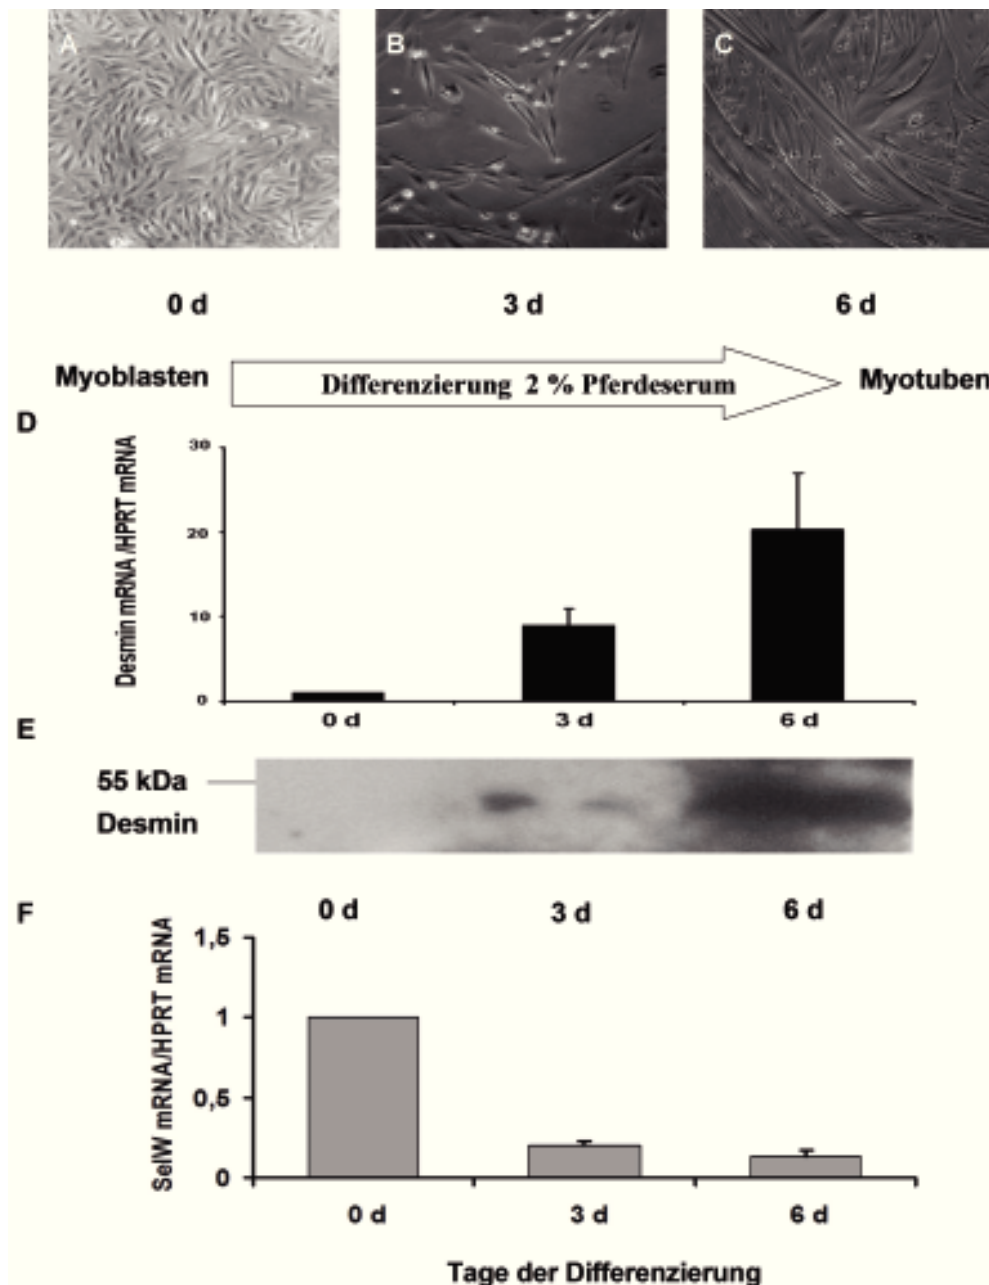 A B C
0 d 3 d 6 d
Myoblasten Differenzierung 2 % Pferdeserum Myotuben
D
Desmin mRNA /HPRT mRNA
30
20
10
0
0 d 3 d 6 d
E
55 kDa
Desmin
0 d 3 d 6 d
F
SelW mRNA/HPRT mRNA
1,5
1
0,5
0
0 d 3 d 6 d
Tage der Differenzierung